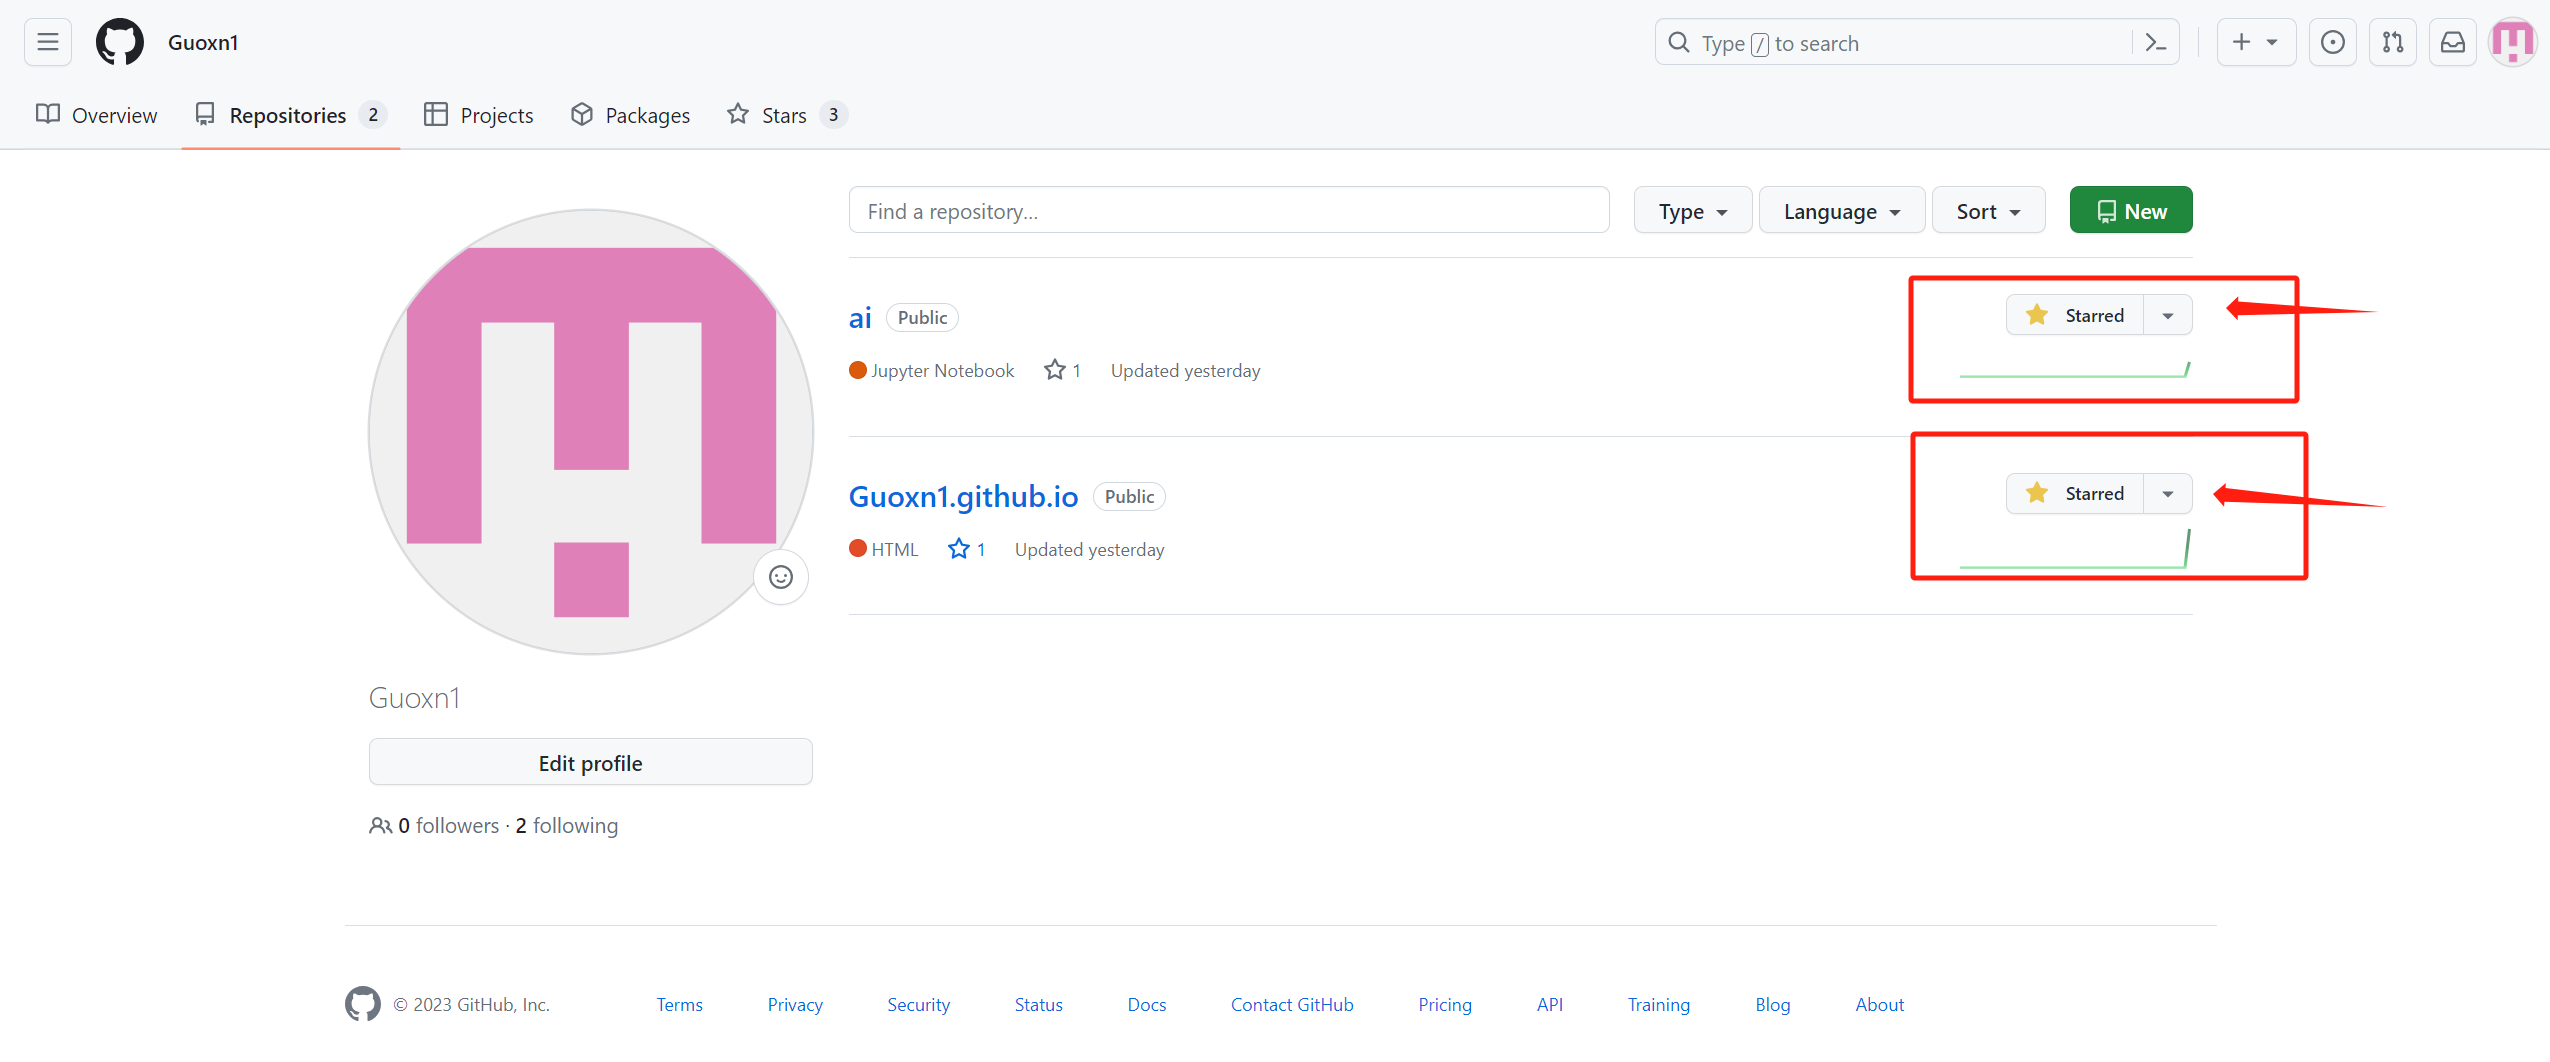 Guoxn1
Type / to search
Overview Repositories 2 Projects Packages Stars 3
Find a repository... Type Language Sort New
ai Public Starred
Jupyter Notebook 1 Updated yesterday
Guoxn1.github.io Public Starred
HTML 1 Updated yesterday
Guoxn1
Edit profile
0 followers · 2 following
© 2023 GitHub, Inc. Terms Privacy Security Status Docs Contact GitHub Pricing API Training Blog About